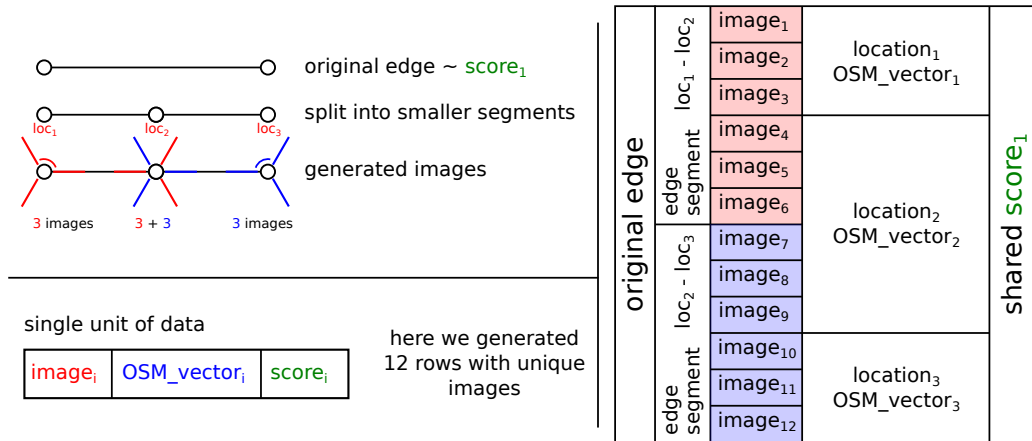 original edge ~ score₁
split into smaller segments
loc₁ loc₂ loc₃
generated images
3 images 3 + 3 3 images
single unit of data
imageᵢ OSM_vectorᵢ scoreᵢ
here we generated
12 rows with unique
images
original edge
loc₁ - loc₂
edge
segment
loc₂ - loc₃
edge
segment
image₁
image₂
image₃
image₄
image₅
image₆
image₇
image₈
image₉
image₁₀
image₁₁
image₁₂
location₁
OSM_vector₁
location₂
OSM_vector₂
location₃
OSM_vector₃
shared score₁